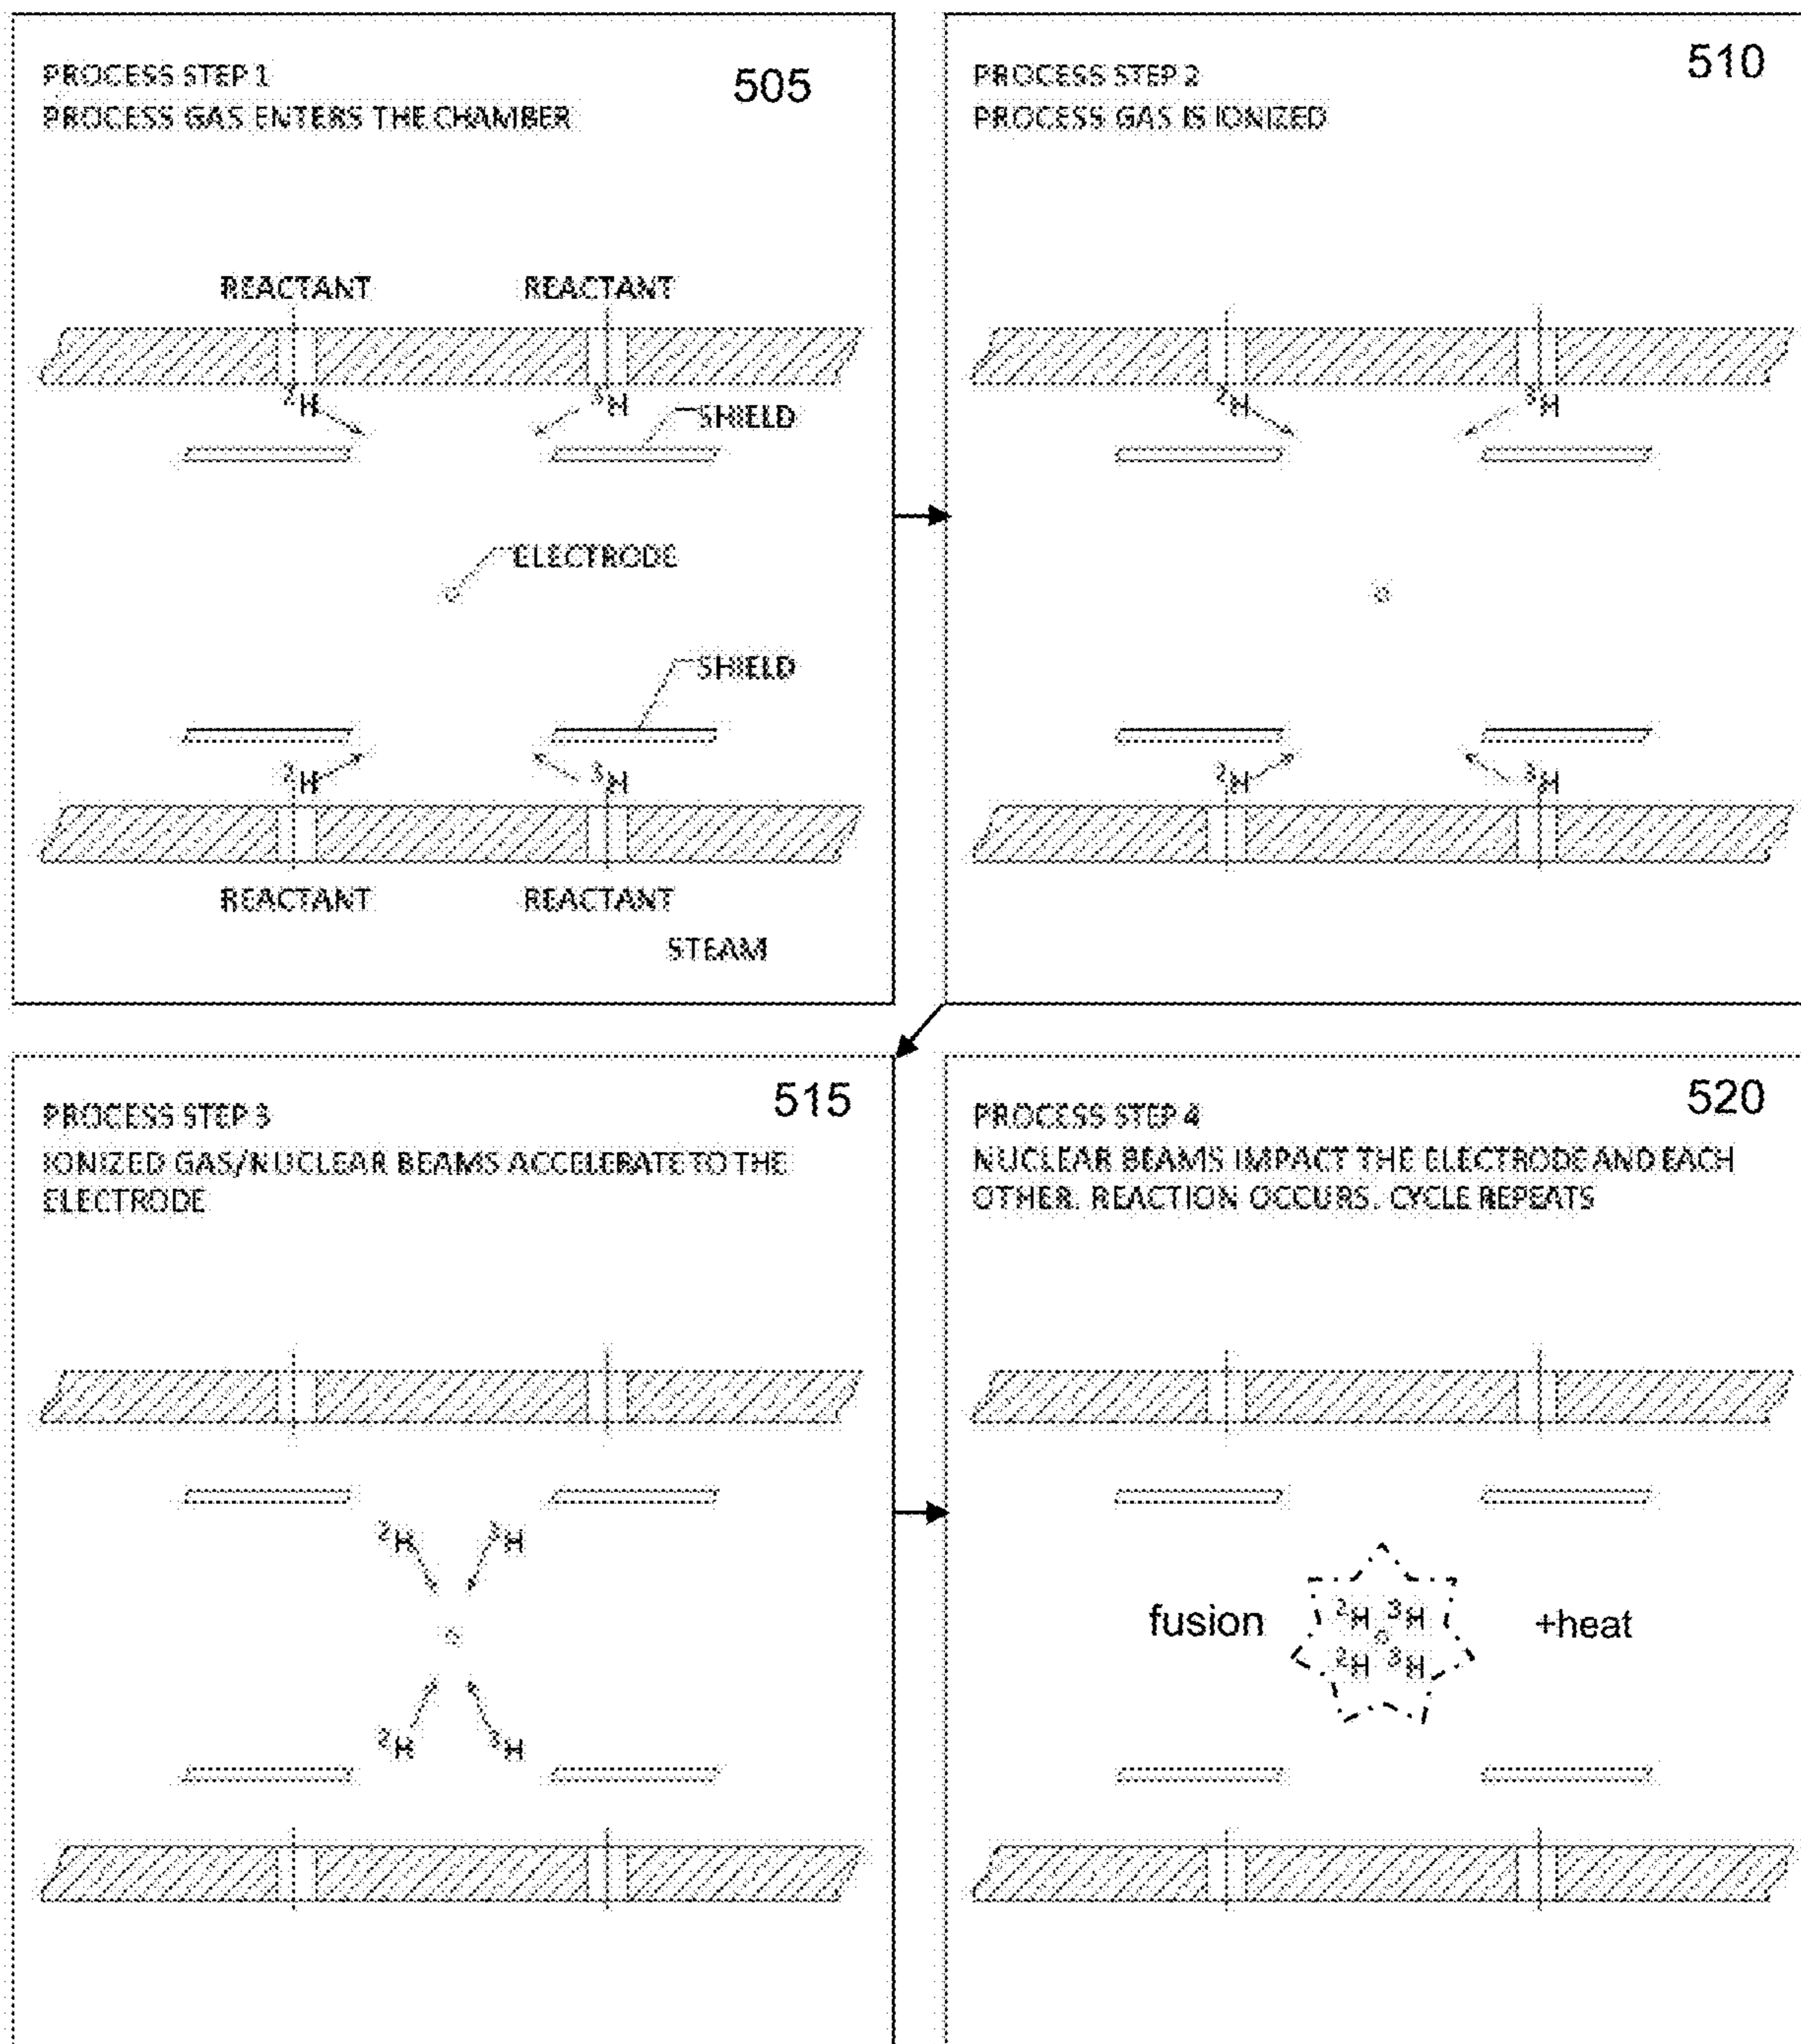 PROCESS STEP 1
505
PROCESS GAS ENTERS THE CHAMBER
REACTANT REACTANT
²H ³H
SHIELD
ELECTRODE
SHIELD
²H ³H
REACTANT REACTANT
STEAM
PROCESS STEP 2
510
PROCESS GAS IS IONIZED
²H ³H
²H ³H
PROCESS STEP 3
515
IONIZED GAS/NUCLEAR BEAMS ACCELERATE TO THE
ELECTRODE
²H ³H
²H ³H
PROCESS STEP 4
520
NUCLEAR BEAMS IMPACT THE ELECTRODE AND EACH
OTHER. REACTION OCCURS. CYCLE REPEATS
²H ³H
fusion +heat
²H ³H